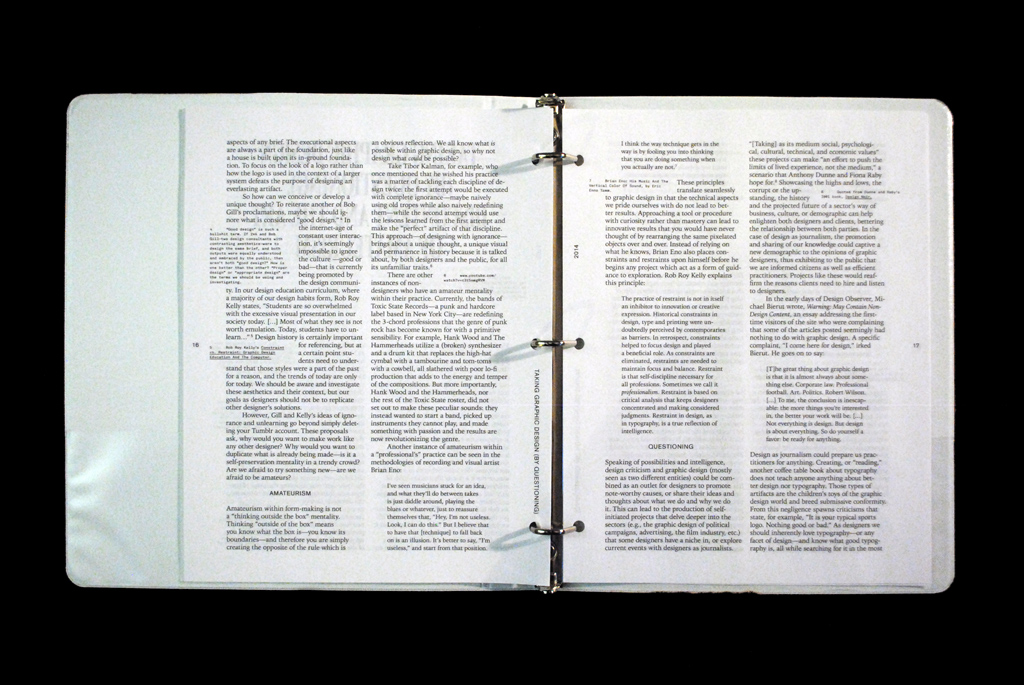 aspects of any brief. The executional aspects
are always a part of the foundation, just like
a house is built upon its in-ground founda-
tion. To focus on the look of a logo rather than
how the logo is used in the context of a larger
system defeats the purpose of designing an
everlasting artifact.
So how can we conceive or develop a
unique thought? To reiterate another of Bob
Gill's proclamations, maybe we should ig-
nore what is considered "good design." ⁴ In
the internet-age of
constant user interac-
tion, it's seemingly
impossible to ignore
the culture—good or
bad—that is currently
being promoted by
the design communi-
ty. In our design education curriculum, where
a majority of our design habits form, Rob Roy
Kelly states, "Students are so overwhelmed
with the excessive visual presentation in our
society today. [...] Most of what they see is not
worth emulation. Today, students have to un-
learn..." ⁵ Design history is certainly important
for referencing, but at
a certain point stu-
dents need to under-
stand that those styles were a part of the past
for a reason, and the trends of today are only
for today. We should be aware and investigate
these aesthetics and their context, but our
goals as designers should not be to replicate
other designer's solutions.
However, Gill and Kelly's ideas of igno-
rance and unlearning go beyond simply delet-
ing your Tumblr account. These proposals
ask, why would you want to make work like
any other designer? Why would you want to
duplicate what is already being made—is it a
self-preservation mentality in a trendy crowd?
Are we afraid to try something new—are we
afraid to be amateurs?
AMATEURISM
Amateurism within form-making is not
a "thinking outside the box" mentality.
Thinking "outside of the box" means
you know what the box is—you know its
boundaries—and therefore you are simply
creating the opposite of the rule which is
4 "Good design" is such a
5 Rob Roy Kelly's Constraint
vs. Restraint: Graphic Design
Education And The Computer.
16
an obvious reflection. We all know what is
possible within graphic design, so why not
design what could be possible?
Take Tibor Kalman, for example, who
once mentioned that he wished his practice
was a matter of tackling each discipline of de-
sign twice: the first attempt would be executed
with complete ignorance—maybe naively
using old tropes while also naively redefining
them—while the second attempt would use
the lessons learned from the first attempt and
make the "perfect" artifact of that discipline.
This approach—of designing with ignorance—
brings about a unique thought, a unique visual
and permanence in history because it is talked
about, by both designers and the public, for all
its unfamiliar traits.⁶
There are other
instances of non-
designers who have an amateur mentality
within their practice. Currently, the bands of
Toxic State Records—a punk and hardcore
label based in New York City—are redefining
the 3-chord professions that the genre of punk
rock has become known for with a primitive
sensibility. For example, Hank Wood and The
Hammerheads utilize a (broken) synthesizer
and a drum kit that replaces the high-hat
cymbal with a tambourine and tom-toms
with a cowbell, all slathered with poor lo-fi
production that adds to the energy and temper
of the compositions. But more importantly,
Hank Wood and the Hammerheads, nor
the rest of the Toxic State roster, did not
set out to make these peculiar sounds: they
instead wanted to start a band, picked up
instruments they cannot play, and made
something with passion and the results are
now revolutionizing the genre.
Another instance of amateurism within
a "professional's" practice can be seen in the
methodologies of recording and visual artist
Brian Eno:
I've seen musicians stuck for an idea,
and what they'll do between takes
is just diddle around, playing the
blues or whatever, just to reassure
themselves that, "Hey, I'm not useless.
Look, I can do this." But I believe that
to have that [technique] to fall back
on is an illusion. It's better to say, "I'm
useless," and start from that position.
TAKING GRAPHIC DESIGN (BY QUESTIONING)
2014
I think the way technique gets in the
way is by fooling you into thinking
that you are doing something when
you actually are not.⁷
7 Brian Eno: His Music And The
Vertical Color Of Sound, by Eric
Enno Tamm.
These principles
translate seamlessly
to graphic design in that the technical aspects
we pride ourselves with do not lead to bet-
ter results. Approaching a tool or procedure
with curiosity rather than mastery can lead to
innovative results that you would have never
thought of by rearranging the same pixelated
objects over and over. Instead of relying on
what he knows, Brian Eno also places con-
straints and restraints upon himself before he
begins any project which act as a form of guid-
ance to exploration. Rob Roy Kelly explains
this principle:
The practice of restraint is not in itself
an inhibitor to innovation or creative
expression. Historical constraints in
design, type and printing were un-
doubtedly perceived by contemporaries
as barriers. In retrospect, constraints
helped to focus design and played
a beneficial role. As constraints are
eliminated, restraints are needed to
maintain focus and balance. Restraint
is that self-discipline necessary for
all professions. Sometimes we call it
professionalism. Restraint is based on
critical analysis that keeps designers
concentrated and making considered
judgments. Restraint in design, as
in typography, is a true reflection of
intelligence.
QUESTIONING
Speaking of possibilities and intelligence,
design criticism and graphic design (mostly
seen as two different entities) could be com-
bined as an outlet for designers to promote
note-worthy causes, or share their ideas and
thoughts about what we do and why we do
it. This can lead to the production of self-
initiated projects that delve deeper into the
sectors (e.g., the graphic design of political
campaigns, advertising, the film industry, etc.)
that some designers have a niche in, or explore
current events with designers as journalists.
"[Taking] as its medium social, psychologi-
cal, cultural, technical, and economic values"
these projects can make "an effort to push the
limits of lived experience, not the medium," a
scenario that Anthony Dunne and Fiona Raby
hope for.⁸ Showcasing the highs and lows, the
corrupt or the up-
standing, the history
and the projected future of a sector's way of
business, culture, or demographic can help
enlighten both designers and clients, bettering
the relationship between both parties. In the
case of design as journalism, the promotion
and sharing of our knowledge could captivate a
new demographic to the opinions of graphic
designers, thus exhibiting to the public that
we are informed citizens as well as efficient
practitioners. Projects like these would reaf-
firm the reasons clients need to hire and listen
to designers.
In the early days of Design Observer, Mi-
chael Bierut wrote, Warning: May Contain Non-
Design Content, an essay addressing the first-
time visitors of the site who were complaining
that some of the articles posted seemingly had
nothing to do with graphic design. A specific
complaint, "I come here for design," irked
Bierut. He goes on to say:
[T]he great thing about graphic design
is that it is almost always about some-
thing else. Corporate law. Professional
football. Art. Politics. Robert Wilson.
[...] To me, the conclusion is inescap-
able: the more things you're interested
in, the better your work will be. [...]
Not everything is design. But design
is about everything. So do yourself a
favor: be ready for anything.
Design as journalism could prepare us prac-
titioners for anything. Creating, or "reading,"
another coffee table book about typography
does not teach anyone anything about bet-
ter design nor typography. Those types of
artifacts are the children's toys of the graphic
design world and breed submissive conformity.
From this negligence spawns criticisms that
state, for example, "It is your typical sports
logo. Nothing good or bad." As designers we
should inherently love typography—or any
facet of design—and know what good typog-
raphy is, all while searching for it as the most
17